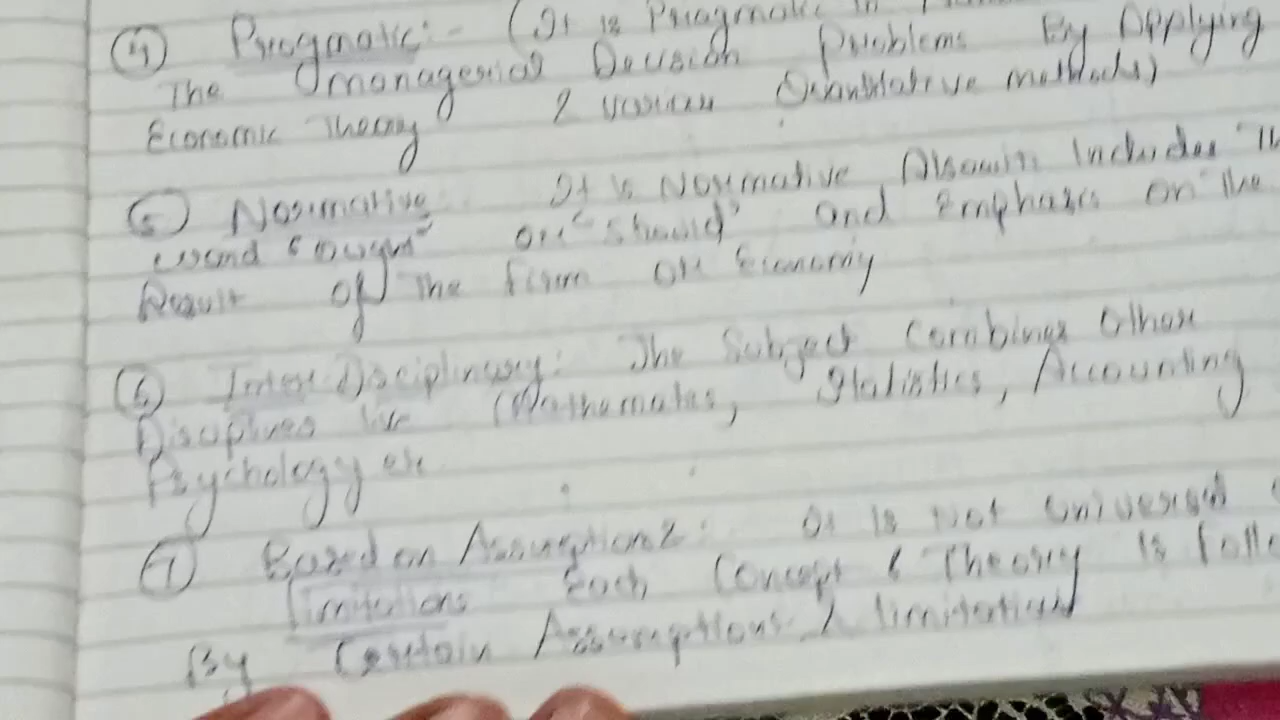 ④ Pragmatic :- (It is Pragmatic in
The managerial Decision Problems By Applying
Economic Theory & various Quantitative methods)
⑤ Normative It is Normative Includes
word "ought" or "should" and Emphasis on The
Result of The firm or Economy
⑥ Inter Disciplinary: The Subject Combines Other
Disciplines like Mathematics, Statistics, Accounting
Psychology etc
⑦ Based on Assumptions & : It is Not universal
limitations Each Concept & Theory Is
By Certain Assumptions & limitations